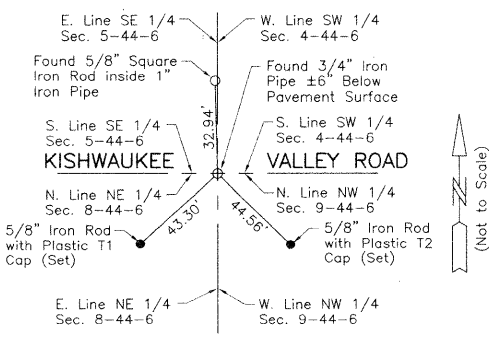 E. Line SE 1/4
Sec. 5-44-6
W. Line SW 1/4
Sec. 4-44-6
Found 5/8" Square
Iron Rod inside 1"
Iron Pipe
Found 3/4" Iron
Pipe ±6" Below
Pavement Surface
32.94'
S. Line SE 1/4
Sec. 5-44-6
S. Line SW 1/4
Sec. 4-44-6
KISHWAUKEE VALLEY ROAD
N. Line NE 1/4
Sec. 8-44-6
N. Line NW 1/4
Sec. 9-44-6
43.30'
44.56'
5/8" Iron Rod
with Plastic T1
Cap (Set)
5/8" Iron Rod
with Plastic T2
Cap (Set)
N
(Not to Scale)
E. Line NE 1/4
Sec. 8-44-6
W. Line NW 1/4
Sec. 9-44-6